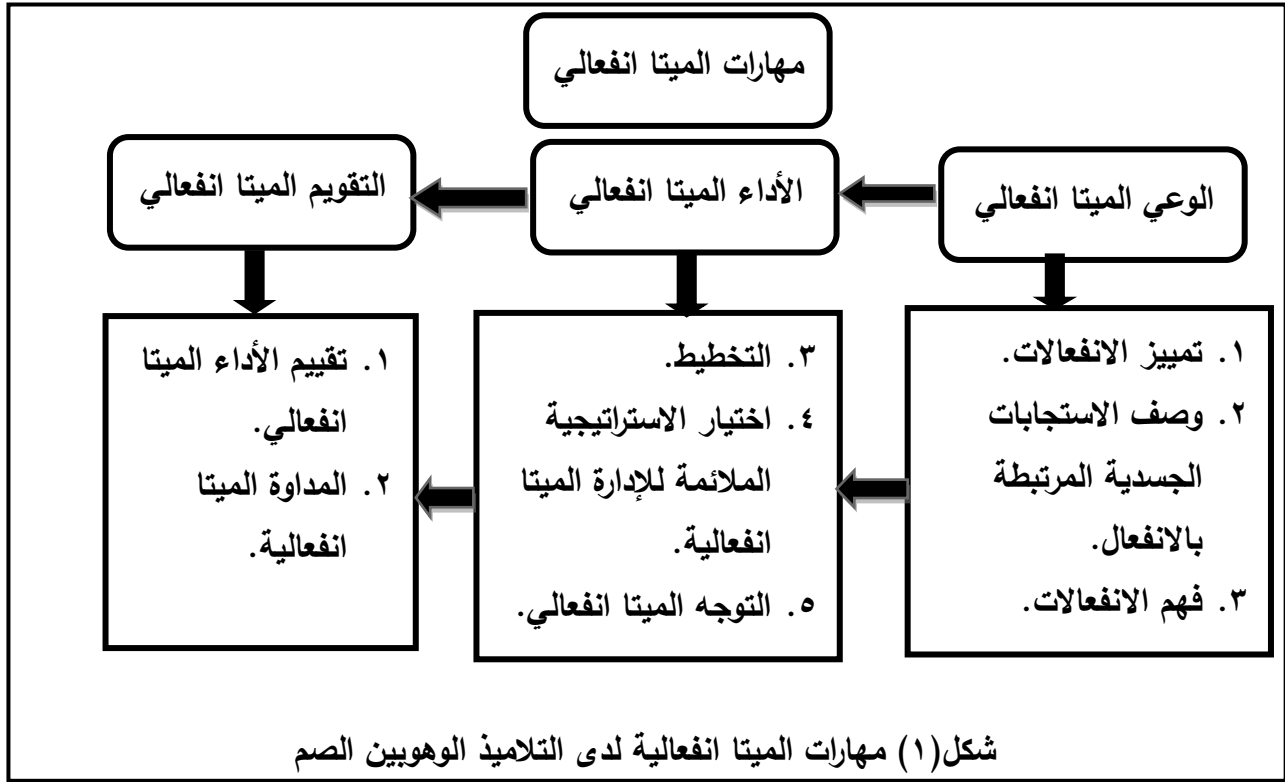 مهارات الميتا انفعالي
الوعي الميتا انفعالي
الأداء الميتا انفعالي
التقويم الميتا انفعالي
١. تمييز الانفعالات.
٢. وصف الاستجابات
الجسدية المرتبطة
بالانفعال.
٣. فهم الانفعالات.
٣. التخطيط.
٤. اختيار الاستراتيجية
الملائمة للإدارة الميتا
انفعالية.
٥. التوجه الميتا انفعالي.
١. تقييم الأداء الميتا
انفعالي.
٢. المداوة الميتا
انفعالية.
شكل(١) مهارات الميتا انفعالية لدى التلاميذ الوهوبين الصم